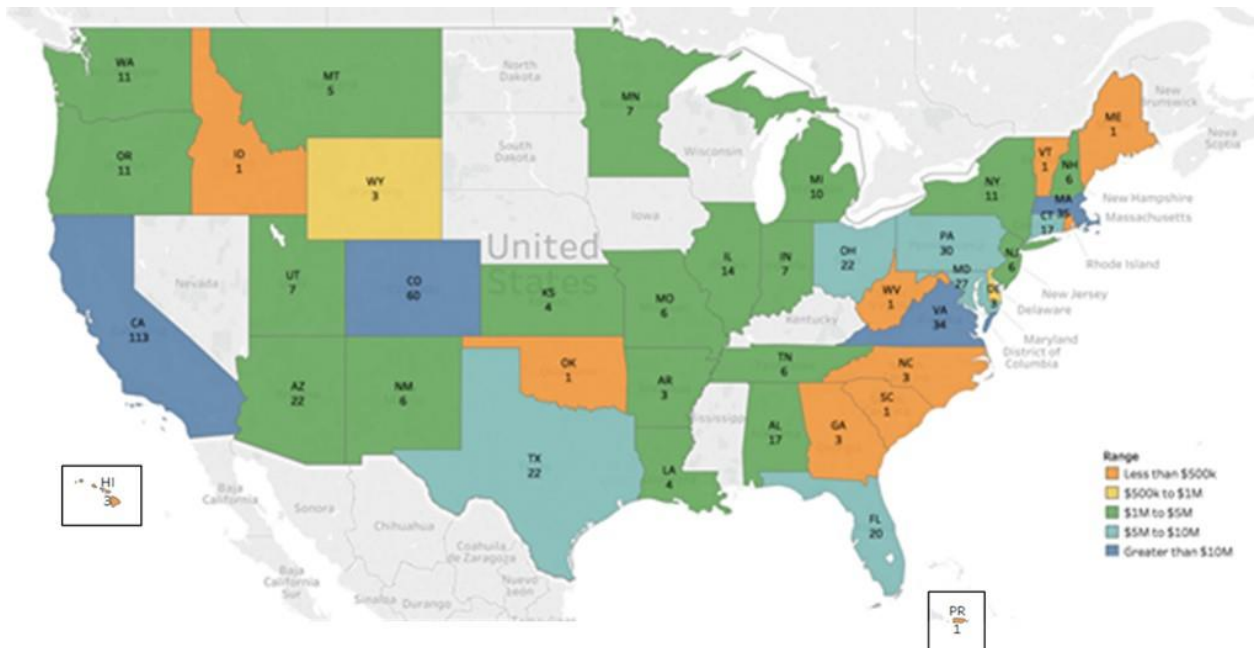 North
Dakota
New
Brunswick
WA
11
MT
5
MN
7
ME
1
Nova
Scotia
OR
11
ID
1
South
Dakota
Wisconsin
VT
1
NH
6
WY
3
MI
10
NY
11
New Hampshire
MA
35
Massachusetts
CT
17
Iowa
United
States
Nevada
UT
7
CO
60
KS
4
MO
6
IL
14
IN
7
OH
22
PA
30
NJ
6
Rhode Island
MD
27
DE
3
New Jersey
Delaware
WV
1
VA
34
Kentucky
Maryland
District of
Columbia
CA
113
AZ
22
NM
6
OK
1
AR
3
TN
6
NC
3
SC
1
Mississippi
AL
17
GA
3
TX
22
LA
4
FL
20
HI
3
Baja
California
Sonora
Chihuahua
Coahuila
de Zaragoza
Nuevo
León
Baja
California
Sur
Sinaloa
Durango
Range
Less than $500k
$500k to $1M
$1M to $5M
$5M to $10M
Greater than $10M
PR
1